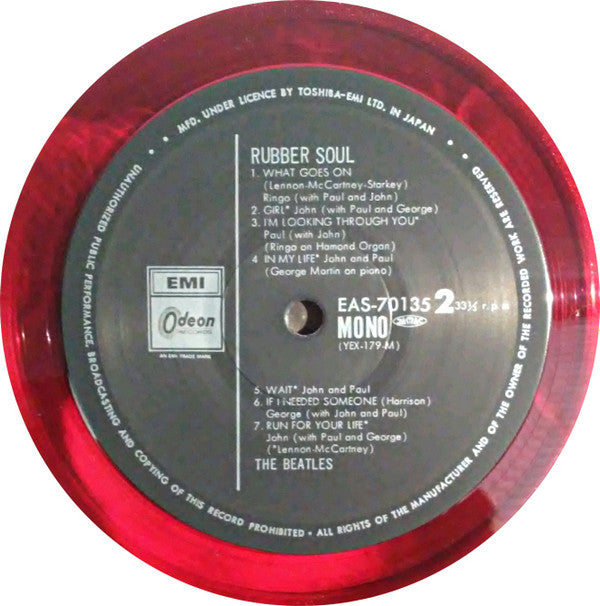 MFD. UNDER LICENCE BY TOSHIBA-EMI LTD. IN JAPAN
UNAUTHORIZED PUBLIC PERFORMANCE, BROADCASTING AND COPYING OF THIS RECORD PROHIBITED • ALL RIGHTS OF THE MANUFACTURER AND OF THE OWNER OF THE RECORDED WORK ARE RESERVED
RUBBER SOUL
1. WHAT GOES ON
(Lennon-McCartney-Starkey)
Ringo (with Paul and John)
2. GIRL* John (with Paul and George)
3. I'M LOOKING THROUGH YOU*
Paul (with John)
(Ringo on Hamond Organ)
4 IN MY LIFE* John and Paul
(George Martin on piano)
EMI
Odeon
RECORDS
AN EMI TRADE MARK
EAS-70135 2 33⅓ r.p.m
MONO
(YEX-179-M)
5. WAIT* John and Paul
6. IF I NEEDED SOMEONE (Harrison)
George (with John and Paul)
7. RUN FOR YOUR LIFE*
John (with Paul and George)
(*Lennon-McCartney)
THE BEATLES